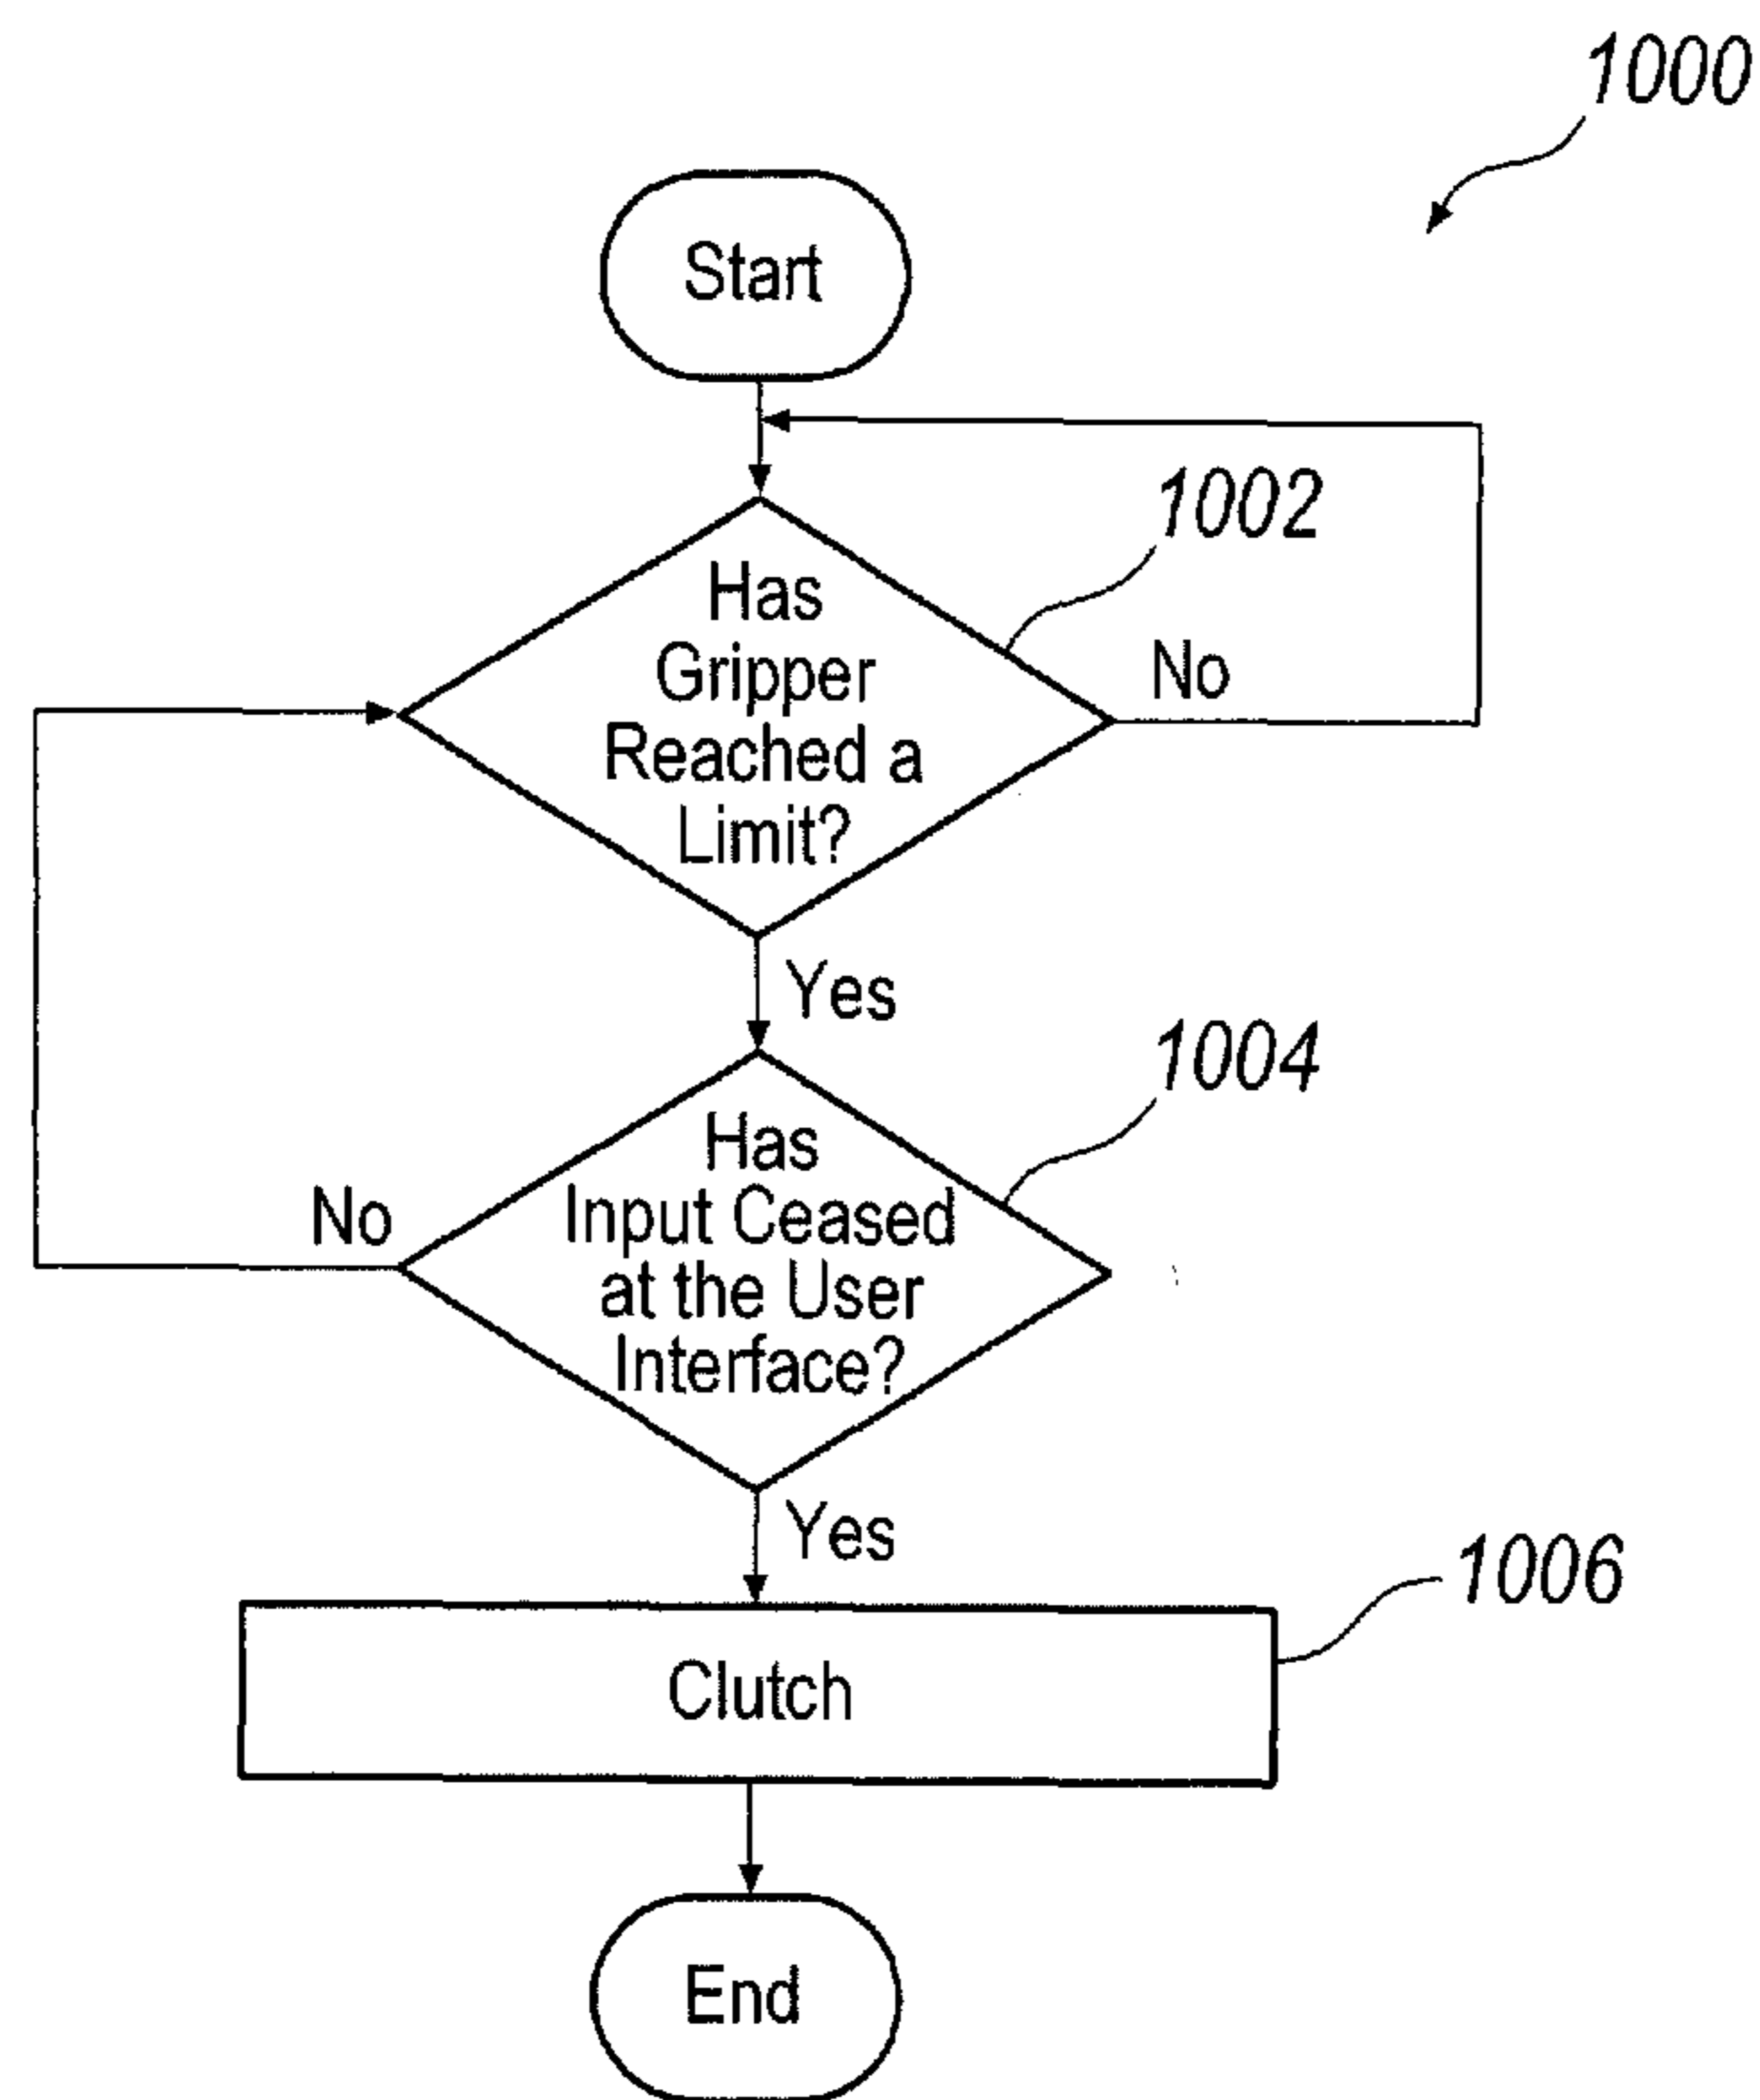 1000
Start
1002
Has
Gripper
Reached a
Limit?
No
Yes
1004
Has
Input Ceased
at the User
Interface?
No
Yes
1006
Clutch
End